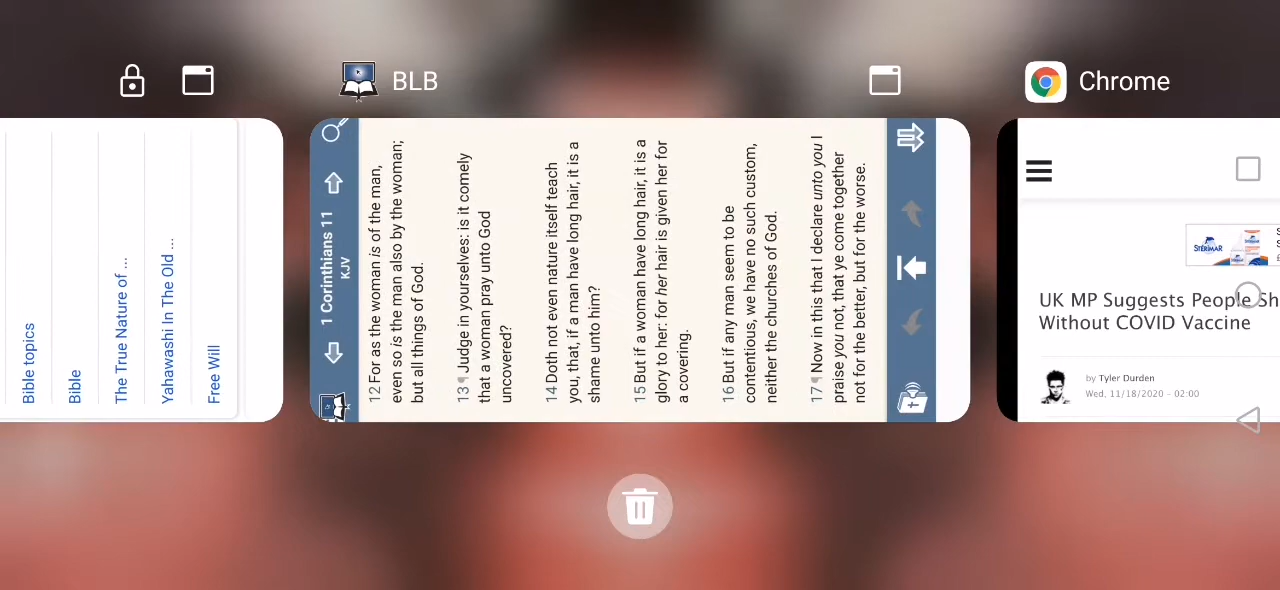 BLB
Chrome
Bible topics
Bible
The True Nature of ...
Yahawashi In The Old ...
Free Will
1 Corinthians 11
KJV
12 For as the woman is of the man,
even so is the man also by the woman;
but all things of God.
13 ¶ Judge in yourselves: is it comely
that a woman pray unto God
uncovered?
14 Doth not even nature itself teach
you, that, if a man have long hair, it is a
shame unto him?
15 But if a woman have long hair, it is a
glory to her: for her hair is given her for
a covering.
16 But if any man seem to be
contentious, we have no such custom,
neither the churches of God.
17 ¶ Now in this that I declare unto you I
praise you not, that ye come together
not for the better, but for the worse.
STERIMAR
UK MP Suggests People Sh
Without COVID Vaccine
by Tyler Durden
Wed, 11/18/2020 - 02:00